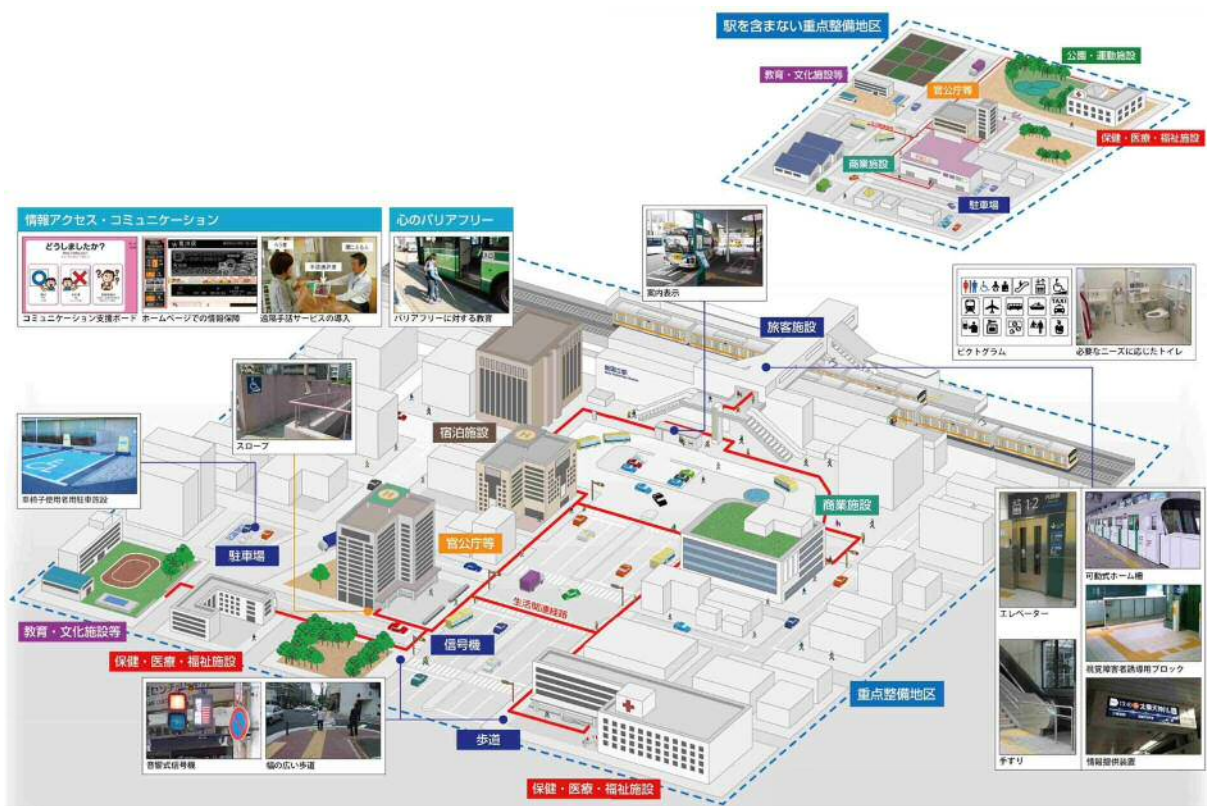 駅を含まない重点整備地区
公園・運動施設
教育・文化施設等
官公庁等
保健・医療・福祉施設
商業施設
駐車場
情報アクセス・コミュニケーション
心のバリアフリー
どうしましたか?
コミュニケーション支援ボード
ホームページでの情報保障
遠隔手話サービスの導入
バリアフリーに対する教育
案内表示
旅客施設
TAXI
ピクトグラム
必要なニーズに応じたトイレ
スロープ
宿泊施設
車椅子使用者用駐車施設
商業施設
駐車場
官公庁等
1・2
エレベーター
可動式ホーム柵
生活関連経路
教育・文化施設等
信号機
視覚障害者誘導用ブロック
保健・医療・福祉施設
重点整備地区
歩道
音響式信号機
幅の広い歩道
手すり
情報提供装置
保健・医療・福祉施設